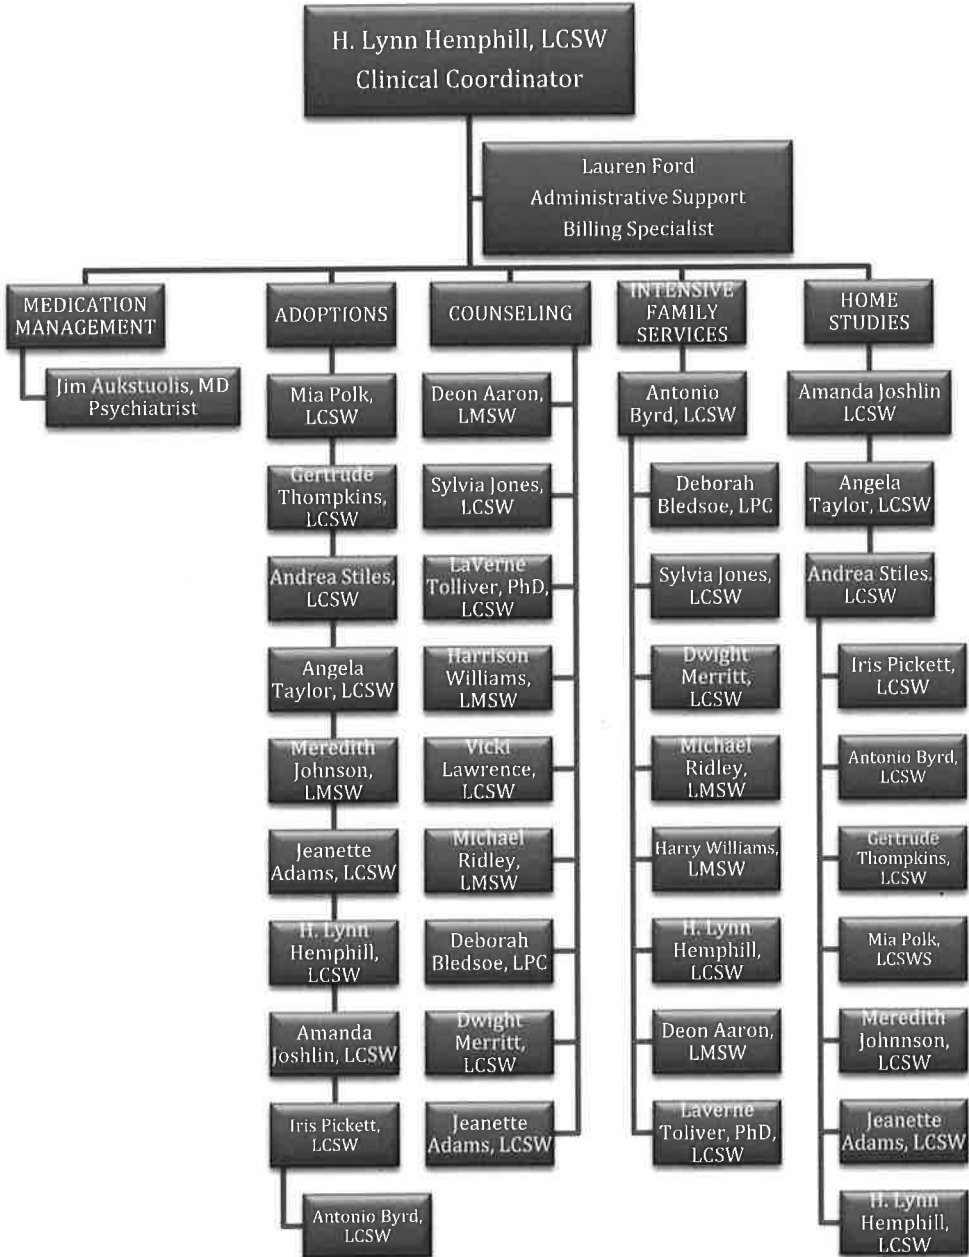 H. Lynn Hemphill, LCSW
Clinical Coordinator
Lauren Ford
Administrative Support
Billing Specialist
MEDICATION
MANAGEMENT
Jim Aukstuolis, MD
Psychiatrist
ADOPTIONS
Mia Polk,
LCSW
Gertrude
Thompkins,
LCSW
Andrea Stiles,
LCSW
Angela
Taylor, LCSW
Meredith
Johnson,
LMSW
Jeanette
Adams, LCSW
H. Lynn
Hemphill,
LCSW
Amanda
Joshlin, LCSW
Iris Pickett,
LCSW
Antonio Byrd,
LCSW
COUNSELING
Deon Aaron,
LMSW
Sylvia Jones,
LCSW
LaVerne
Tolliver, PhD,
LCSW
Harrison
Williams,
LMSW
Vicki
Lawrence,
LCSW
Michael
Ridley,
LMSW
Deborah
Bledsoe, LPC
Dwight
Merritt,
LCSW
Jeanette
Adams, LCSW
INTENSIVE
FAMILY
SERVICES
Antonio
Byrd, LCSW
Deborah
Bledsoe, LPC
Sylvia Jones,
LCSW
Dwight
Merritt,
LCSW
Michael
Ridley,
LMSW
Harry Williams,
LMSW
H. Lynn
Hemphill,
LCSW
Deon Aaron,
LMSW
Laverne
Toliver, PhD,
LCSW
HOME
STUDIES
Amanda Joshlin
LCSW
Angela
Taylor, LCSW
Andrea Stiles.
LCSW
Iris Pickett,
LCSW
Antonio Byrd,
LCSW
Gertrude
Thompkins,
LCSW
Mia Polk,
LCSWS
Meredith
Johnnson,
LCSW
Jeanette
Adams, LCSW
H. Lynn
Hemphill,
LCSW